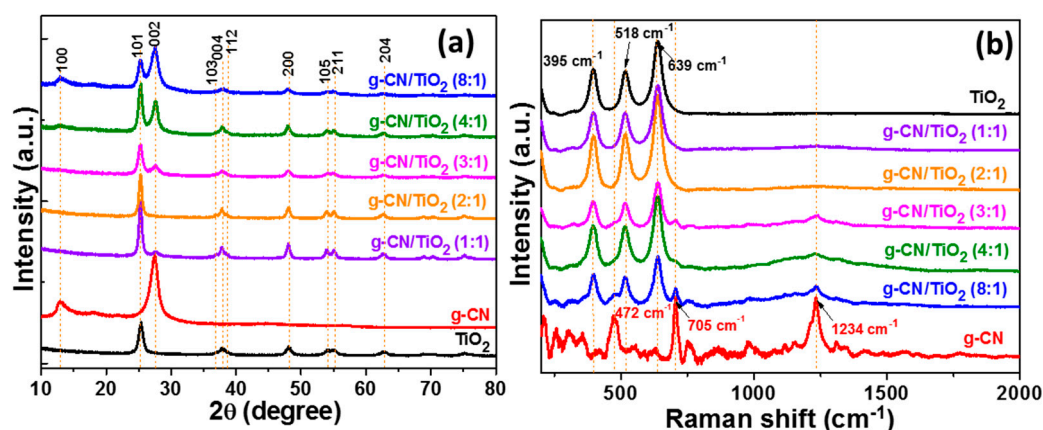 (a)
100
101
002
103
004
112
200
105
211
204
g-CN/TiO₂ (8:1)
g-CN/TiO₂ (4:1)
g-CN/TiO₂ (3:1)
g-CN/TiO₂ (2:1)
g-CN/TiO₂ (1:1)
g-CN
TiO₂
Intensity (a.u.)
10 20 30 40 50 60 70 80
2θ (degree)
(b)
395 cm⁻¹
518 cm⁻¹
639 cm⁻¹
TiO₂
g-CN/TiO₂ (1:1)
g-CN/TiO₂ (2:1)
g-CN/TiO₂ (3:1)
g-CN/TiO₂ (4:1)
g-CN/TiO₂ (8:1)
472 cm⁻¹
705 cm⁻¹
1234 cm⁻¹
g-CN
Intensity (a.u.)
500 1000 1500 2000
Raman shift (cm⁻¹)